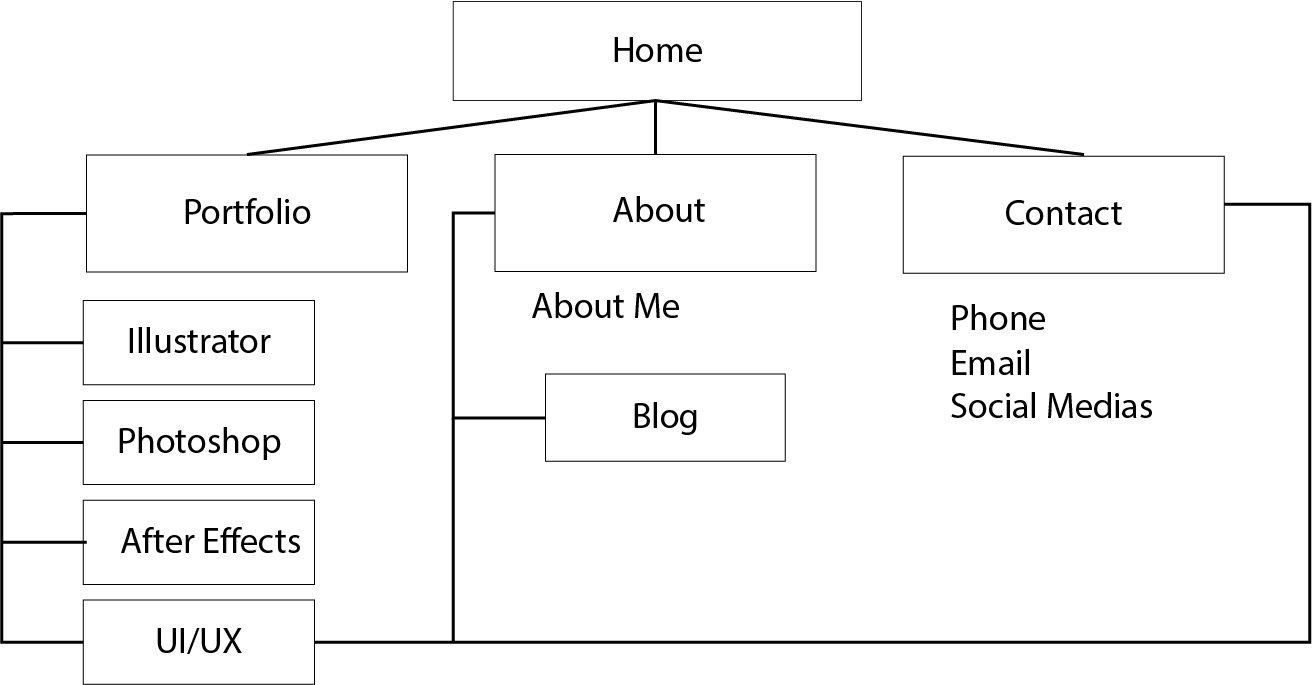 Home
Portfolio
About
Contact
About Me
Phone
Email
Social Medias
Illustrator
Photoshop
After Effects
UI/UX
Blog